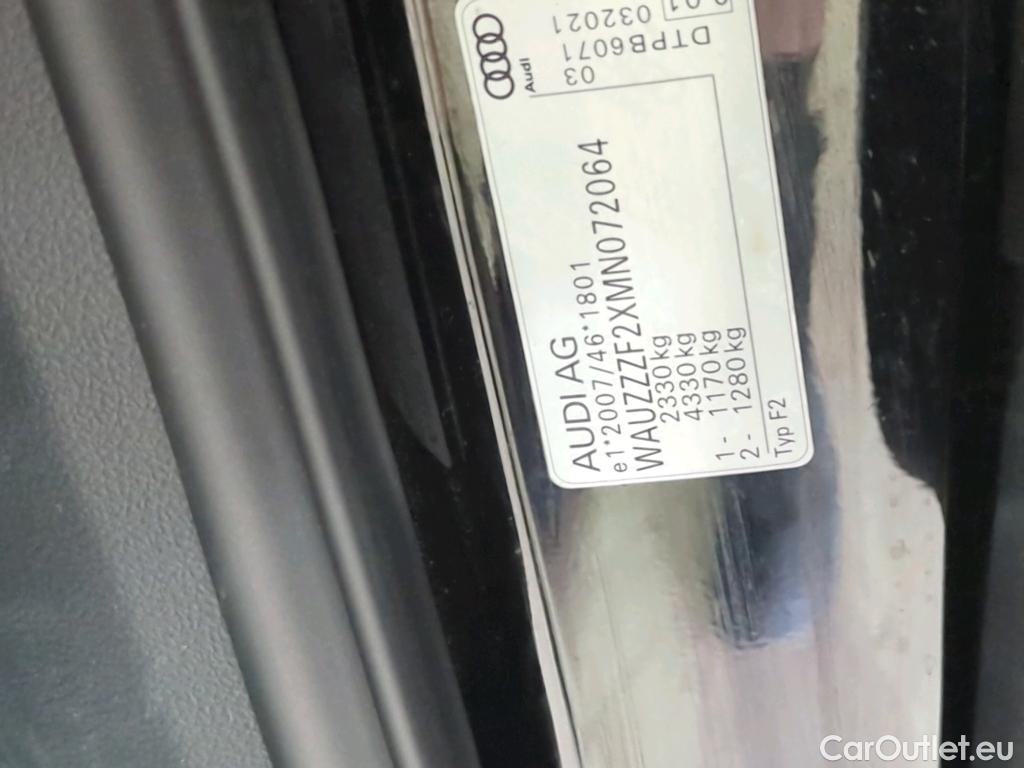 AUDI AG
e1*2007/46*1801
WAUZZZF2XMN072064
2330kg
4330kg
1 - 1170kg
2 - 1280kg
Typ F2
Audi
03
DTPB6071
032021
CarOutlet.eu